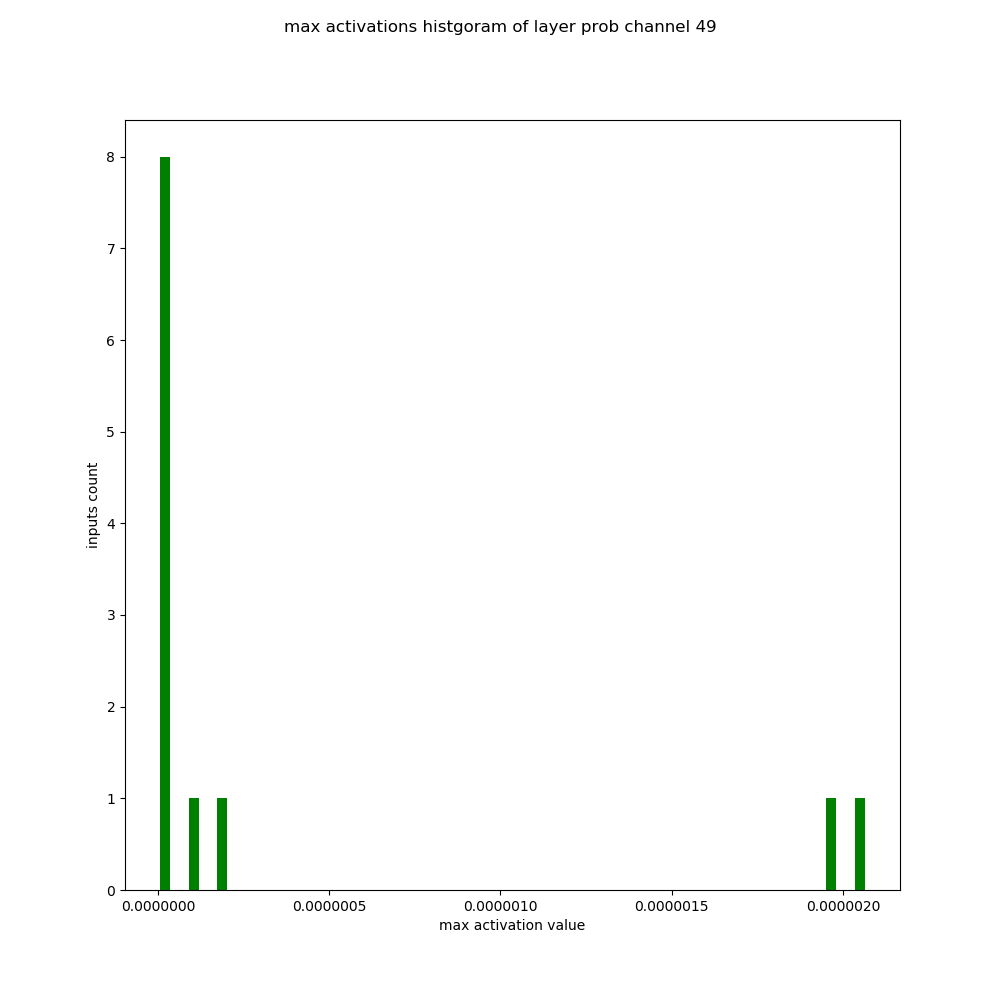 max activations histgoram of layer prob channel 49
8
7
6
5
4
3
2
1
0
inputs count
0.0000000 0.0000005 0.0000010 0.0000015 0.0000020
max activation value